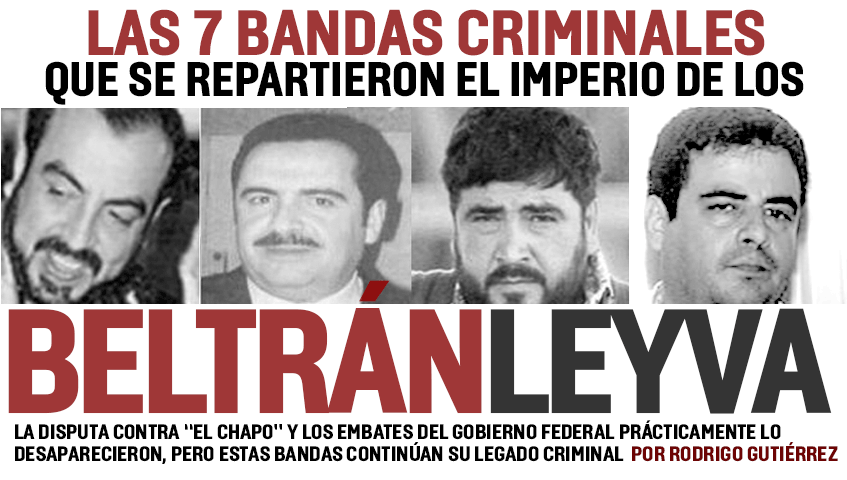 LAS 7 BANDAS CRIMINALES
QUE SE REPARTIERON EL IMPERIO DE LOS
BELTRÁNLEYVA
LA DISPUTA CONTRA "EL CHAPO" Y LOS EMBATES DEL GOBIERNO FEDERAL PRÁCTICAMENTE LO
DESAPARECIERON, PERO ESTAS BANDAS CONTINÚAN SU LEGADO CRIMINAL POR RODRIGO GUTIÉRREZ